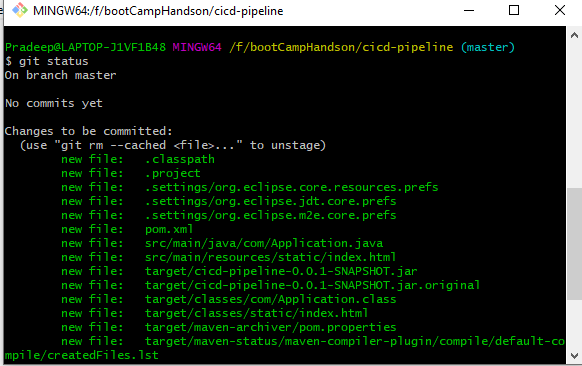 MINGW64:/f/bootCampHandson/cicd-pipeline
Pradeep@LAPTOP-J1VF1B48 MINGW64 /f/bootCampHandson/cicd-pipeline (master)
$ git status
On branch master
No commits yet
Changes to be committed:
(use "git rm --cached <file>..." to unstage)
new file: .classpath
new file: .project
new file: .settings/org.eclipse.core.resources.prefs
new file: .settings/org.eclipse.jdt.core.prefs
new file: .settings/org.eclipse.m2e.core.prefs
new file: pom.xml
new file: src/main/java/com/Application.java
new file: src/main/resources/static/index.html
new file: target/cicd-pipeline-0.0.1-SNAPSHOT.jar
new file: target/cicd-pipeline-0.0.1-SNAPSHOT.jar.original
new file: target/classes/com/Application.class
new file: target/classes/static/index.html
new file: target/maven-archiver/pom.properties
new file: target/maven-status/maven-compiler-plugin/compile/default-co
mpile/createdFiles.lst